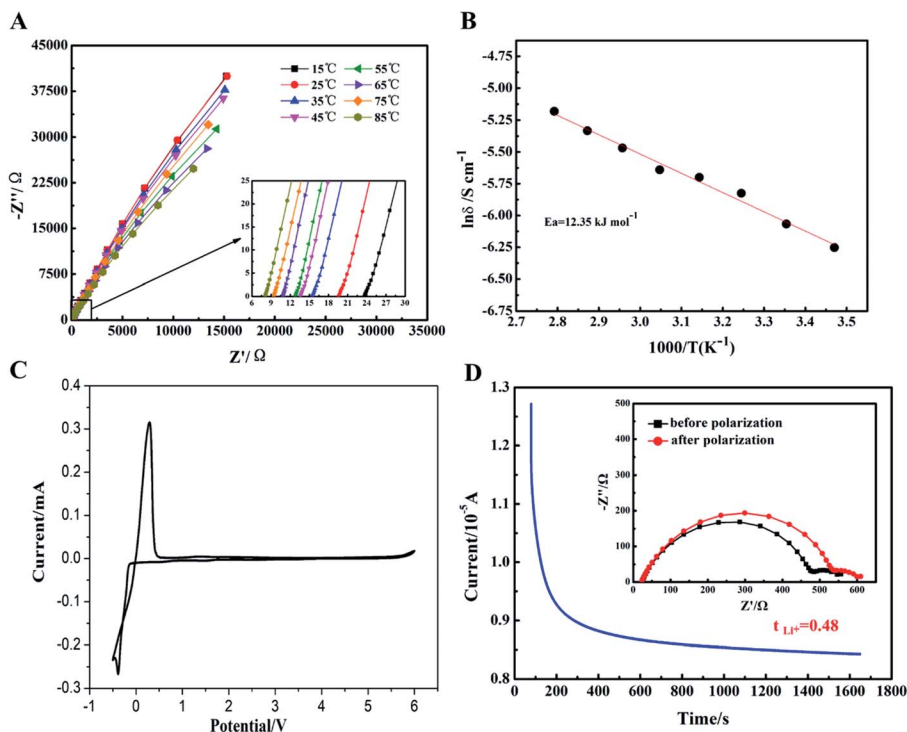 A
45000
37500
30000
22500
15000
7500
0
-Z''/Ω
0 5000 10000 15000 20000 25000 30000 35000
Z'/Ω
15℃ 55℃
25℃ 65℃
35℃ 75℃
45℃ 85℃
25
20
15
10
5
0
6 9 12 15 18 21 24 27 30
B
-4.75
-5.00
-5.25
-5.50
-5.75
-6.00
-6.25
-6.50
-6.75
lnδ /S cm⁻¹
Ea=12.35 kJ mol⁻¹
2.7 2.8 2.9 3.0 3.1 3.2 3.3 3.4 3.5
1000/T(K⁻¹)
C
0.4
0.3
0.2
0.1
0.0
-0.1
-0.2
-0.3
Current/mA
-1 0 1 2 3 4 5 6
Potential/V
D
1.3
1.2
1.1
1.0
0.9
0.8
Current/10⁻⁵A
0 200 400 600 800 1000 1200 1400 1600 1800
Time/s
500
400
300
200
100
0
-Z''/Ω
before polarization
after polarization
0 100 200 300 400 500 600
Z'/Ω
t Li+=0.48